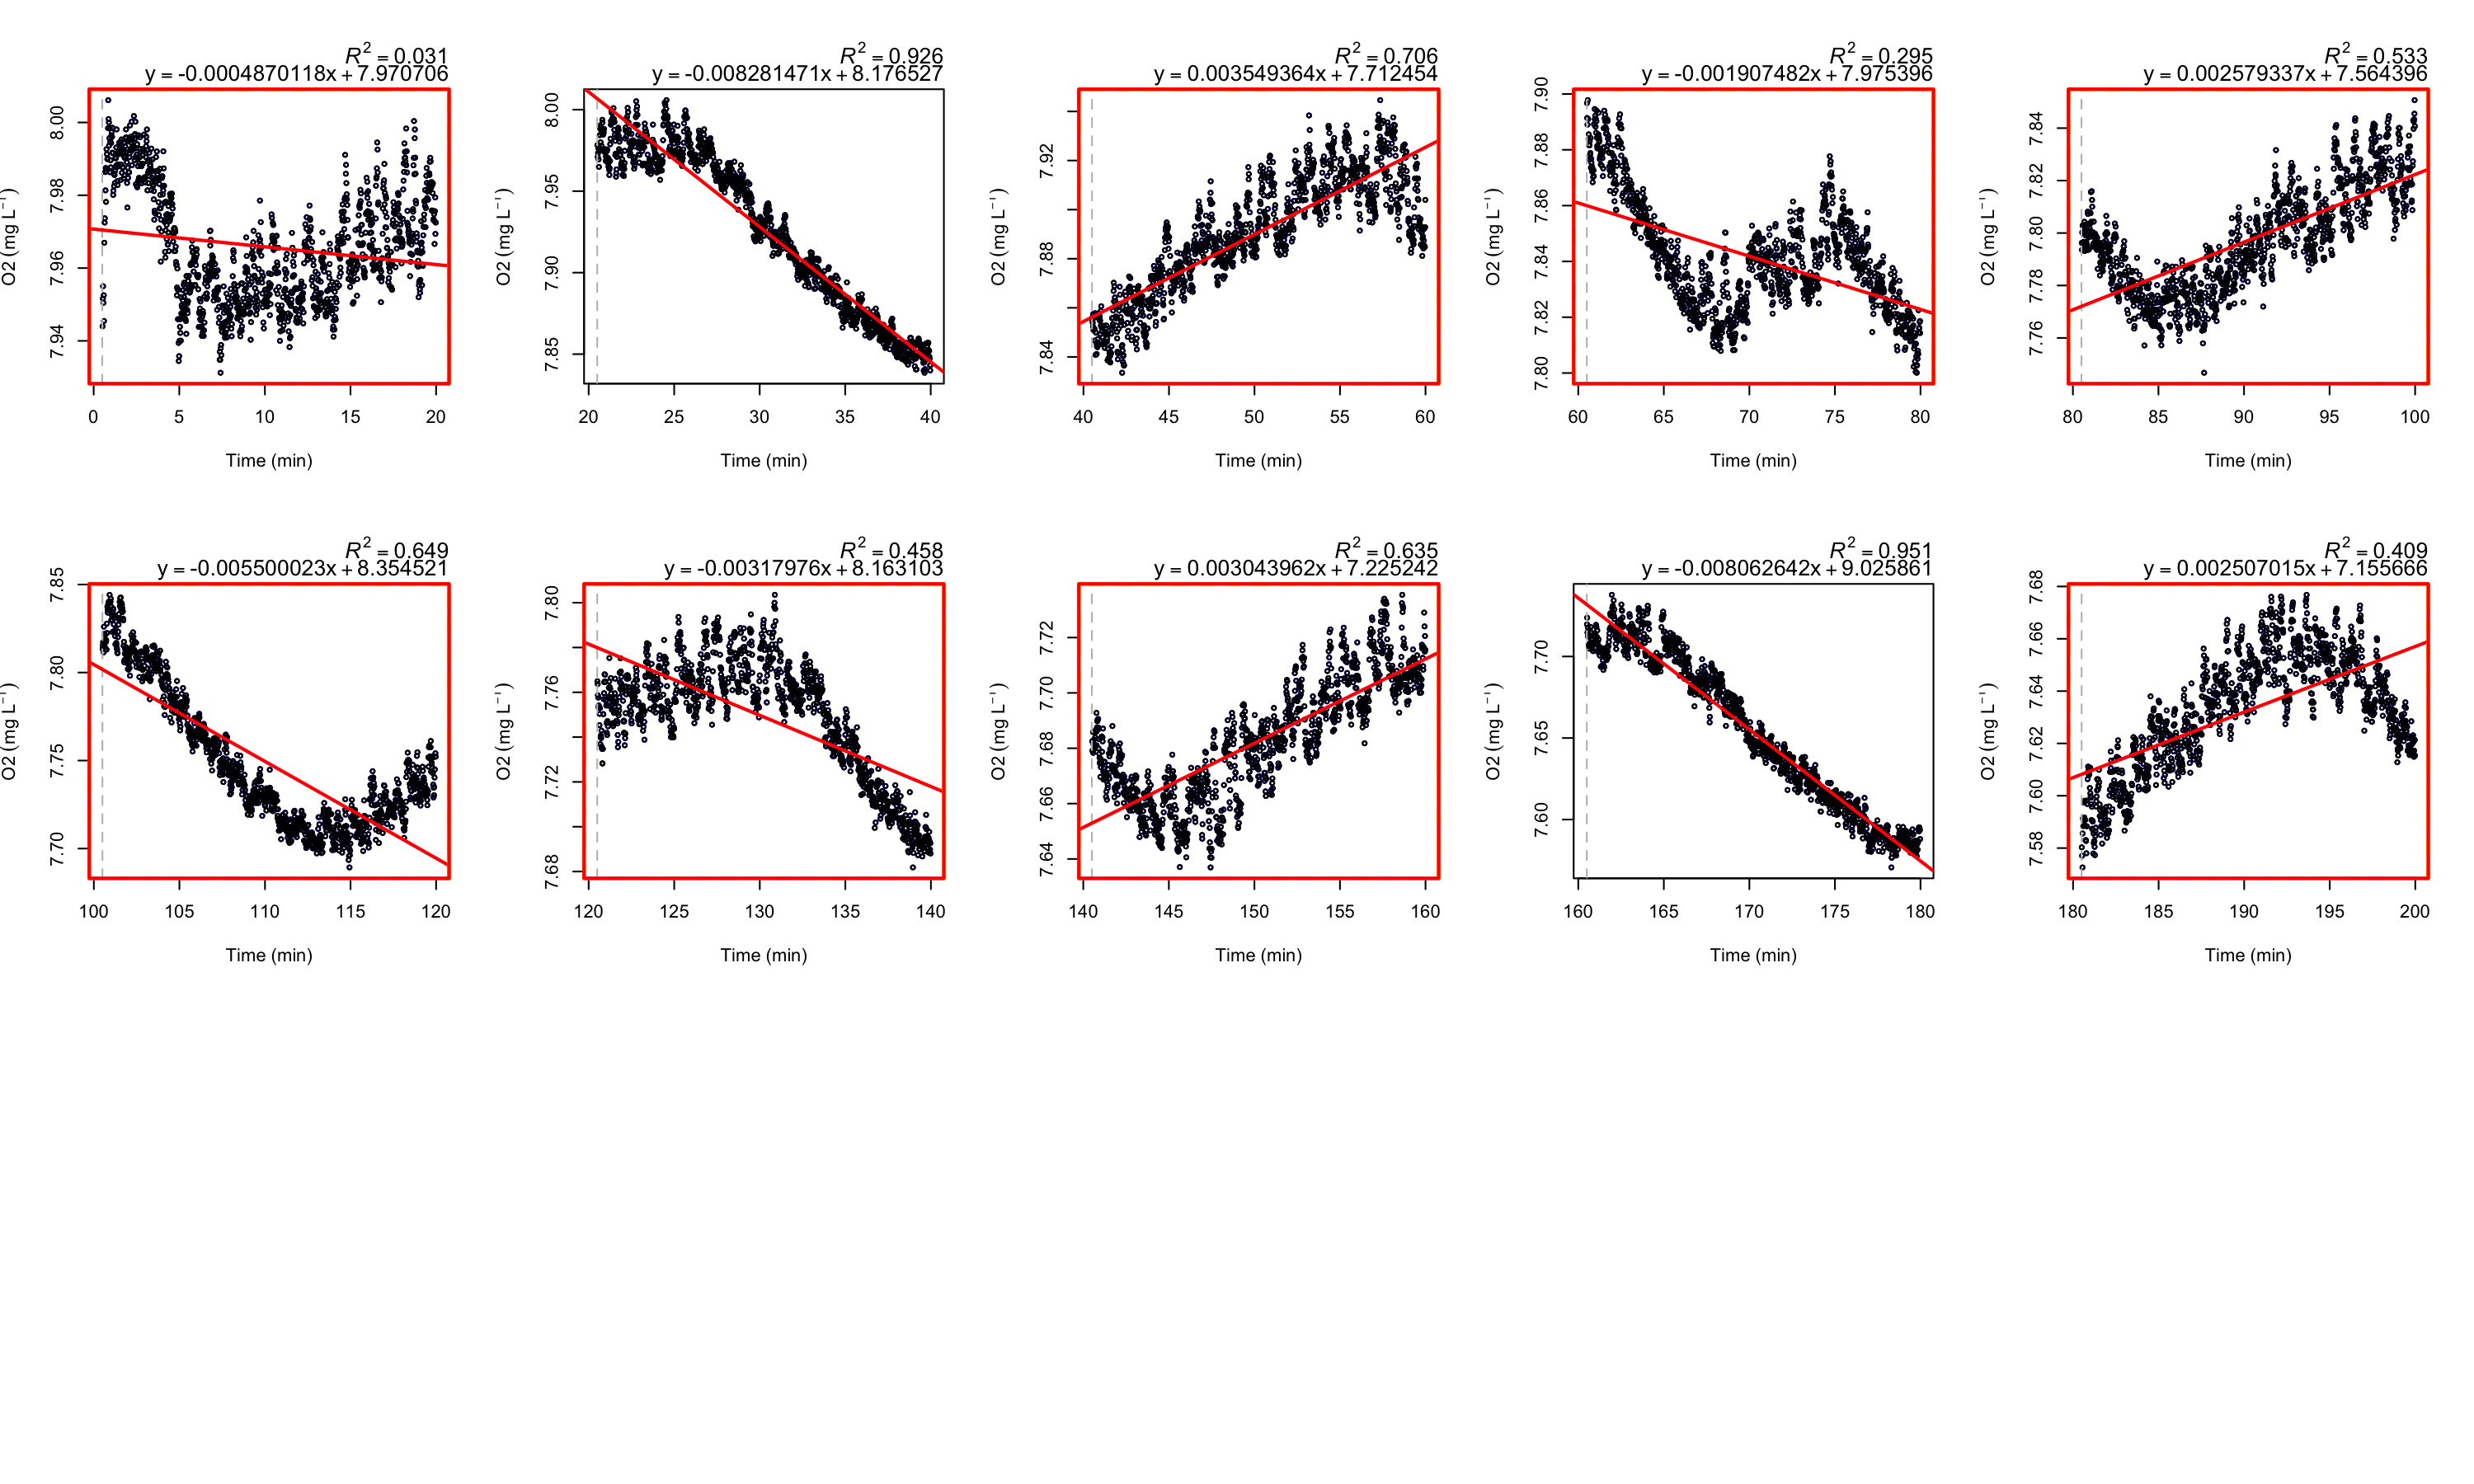 R² = 0.031
y = -0.0004870118x + 7.970706
O2 (mg L⁻¹)
7.94 7.96 7.98 8.00
0 5 10 15 20
Time (min)
R² = 0.926
y = -0.008281471x + 8.176527
O2 (mg L⁻¹)
7.85 7.90 7.95 8.00
20 25 30 35 40
Time (min)
R² = 0.706
y = 0.003549364x + 7.712454
O2 (mg L⁻¹)
7.84 7.88 7.92
40 45 50 55 60
Time (min)
R² = 0.295
y = -0.001907482x + 7.975396
O2 (mg L⁻¹)
7.80 7.82 7.84 7.86 7.88 7.90
60 65 70 75 80
Time (min)
R² = 0.533
y = 0.002579337x + 7.564396
O2 (mg L⁻¹)
7.76 7.78 7.80 7.82 7.84
80 85 90 95 100
Time (min)
R² = 0.649
y = -0.005500023x + 8.354521
O2 (mg L⁻¹)
7.70 7.75 7.80 7.85
100 105 110 115 120
Time (min)
R² = 0.458
y = -0.00317976x + 8.163103
O2 (mg L⁻¹)
7.68 7.72 7.76 7.80
120 125 130 135 140
Time (min)
R² = 0.635
y = 0.003043962x + 7.225242
O2 (mg L⁻¹)
7.64 7.66 7.68 7.70 7.72
140 145 150 155 160
Time (min)
R² = 0.951
y = -0.008062642x + 9.025861
O2 (mg L⁻¹)
7.60 7.65 7.70
160 165 170 175 180
Time (min)
R² = 0.409
y = 0.002507015x + 7.155666
O2 (mg L⁻¹)
7.58 7.60 7.62 7.64 7.66 7.68
180 185 190 195 200
Time (min)